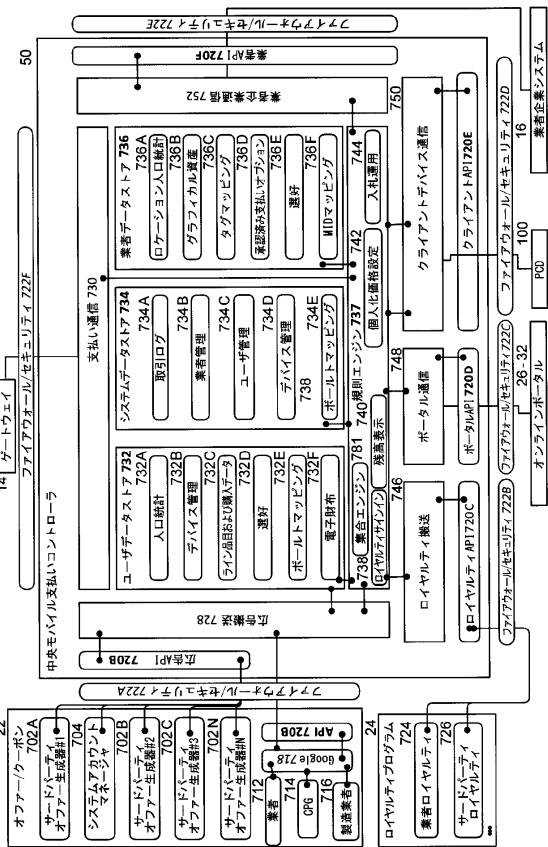 50
ファイアウォール/セキュリティ 722E
業者API 720F
業者企業通信 752
14
ゲートウェイ
ファイアウォール/セキュリティ 722F
中央モバイル支払いコントローラ
支払い通信 730
ユーザデータストア 732
732A
人口統計
732B
デバイス管理
732C
ライン品目および購入データ
732D
選好
732E
ボールトマッピング
732F
電子財布
システムデータストア 734
734A
取引ログ
734B
業者管理
734C
ユーザ管理
734D
デバイス管理
738
734E
ボールトマッピング
業者データストア 736
736A
ロケーション人口統計
736B
グラフィカル資産
736C
タグマッピング
736D
承認済み支払いオプション
736E
選好
736F
MIDマッピング
738
集合エンジン
781
740
規則エンジン 737
742
744
ロイヤルティサインイン
残高表示
個人化価格設定
入札運用
746
748
750
ロイヤルティ搬送
ポータル通信
クライアントデバイス通信
ロイヤルティAPI720C
ポータルAPI 720D
クライアントAPI720E
ファイアウォール/セキュリティ 722B
ファイアウォール/セキュリティ722C
ファイアウォール/セキュリティ 722D
26 - 32
オンラインポータル
100
PCD
16
業者企業システム
広告搬送 728
広告API 720B
ファイアウォール/セキュリティ 722A
22
オファー/クーポン
702A
サードパーティ
オファー生成器#1
704
システムアカウント
マネージャ
702B
サードパーティ
オファー生成器#2
702C
サードパーティ
オファー生成器#3
702N
サードパーティ
オファー生成器#N
API 720B
Google 718
712
業者
714
CPG
716
製造業者
24
ロイヤルティプログラム
724
業者ロイヤルティ
726
サードパーティ
ロイヤルティ